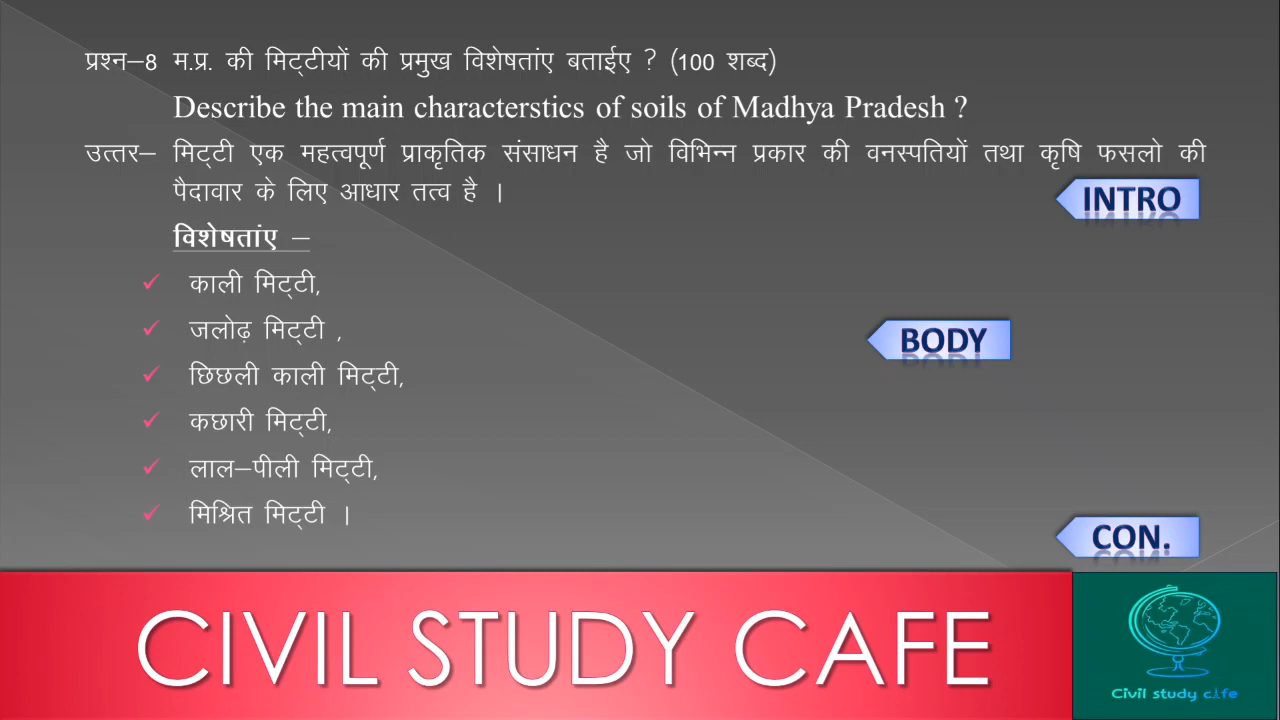 प्रश्न–8 म.प्र. की मिट्टीयों की प्रमुख विशेषतांए बताईए ? (100 शब्द)
Describe the main characterstics of soils of Madhya Pradesh ?
उत्तर– मिट्टी एक महत्वपूर्ण प्राकृतिक संसाधन है जो विभिन्न प्रकार की वनस्पतियों तथा कृषि फसलो की
पैदावार के लिए आधार तत्व है ।
INTRO
विशेषतांए –
काली मिट्टी,
जलोढ़ मिट्टी ,
BODY
छिछली काली मिट्टी,
कछारी मिट्टी,
लाल–पीली मिट्टी,
मिश्रित मिट्टी ।
CON.
CIVIL STUDY CAFE
Civil study cafe